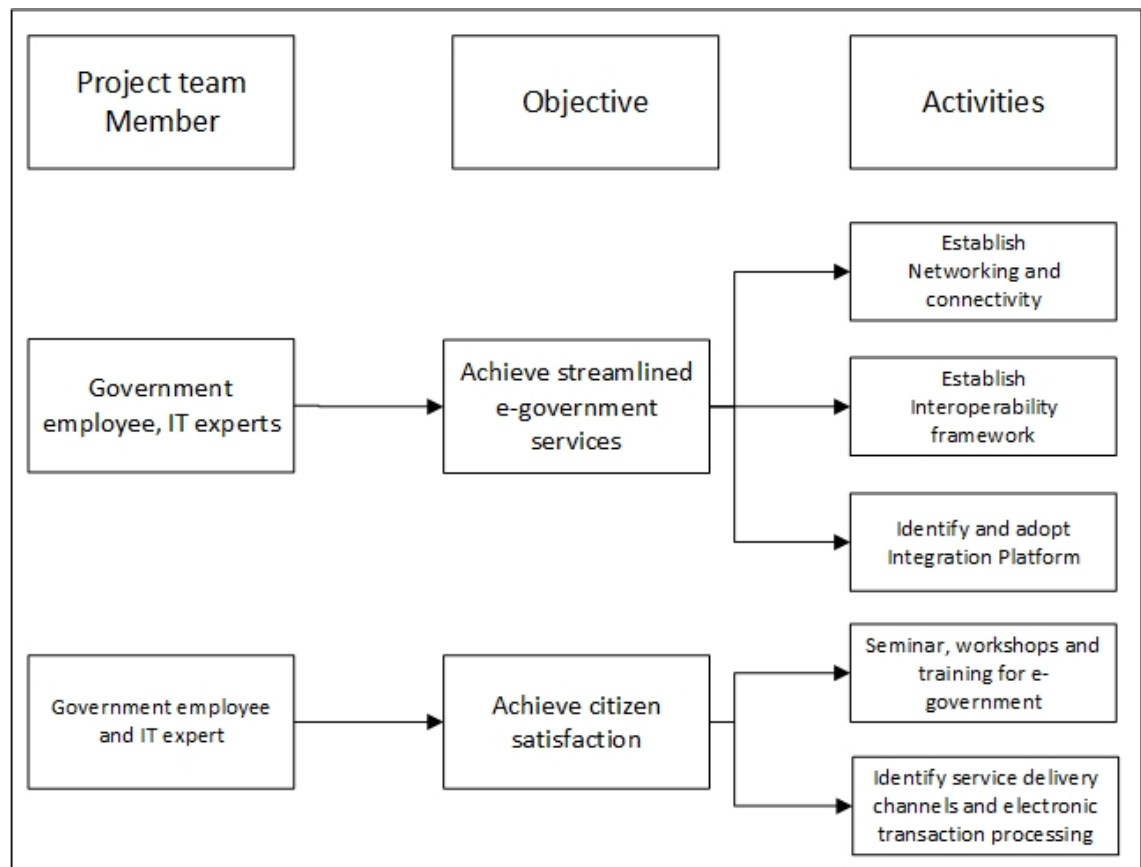 Project team
Member
Objective
Activities
Establish
Networking and
connectivity
Government
employee, IT experts
Achieve streamlined
e-government
services
Establish
Interoperability
framework
Identify and adopt
Integration Platform
Government employee
and IT expert
Achieve citizen
satisfaction
Seminar, workshops and
training for e-
government
Identify service delivery
channels and electronic
transaction processing